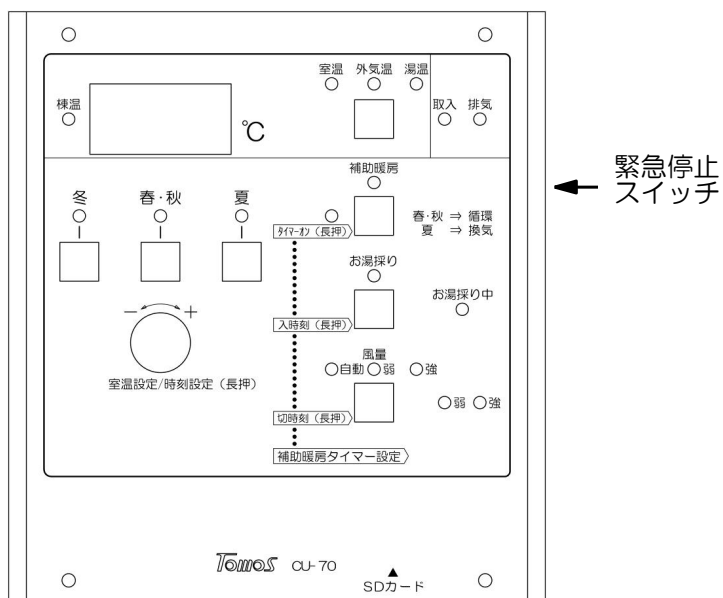 室温 外気温 湯温
棟温
℃
取入 排気
緊急停止
スイッチ
補助暖房
冬 春・秋 夏
春・秋 ⇒ 循環
夏 ⇒ 換気
ﾀｲﾏｰｵﾝ（長押）
お湯採り
お湯採り中
− +
入時刻（長押）
室温設定/時刻設定（長押）
風量
自動 弱 強
弱 強
切時刻（長押）
補助暖房タイマー設定
Tomos CU-70
SDカード